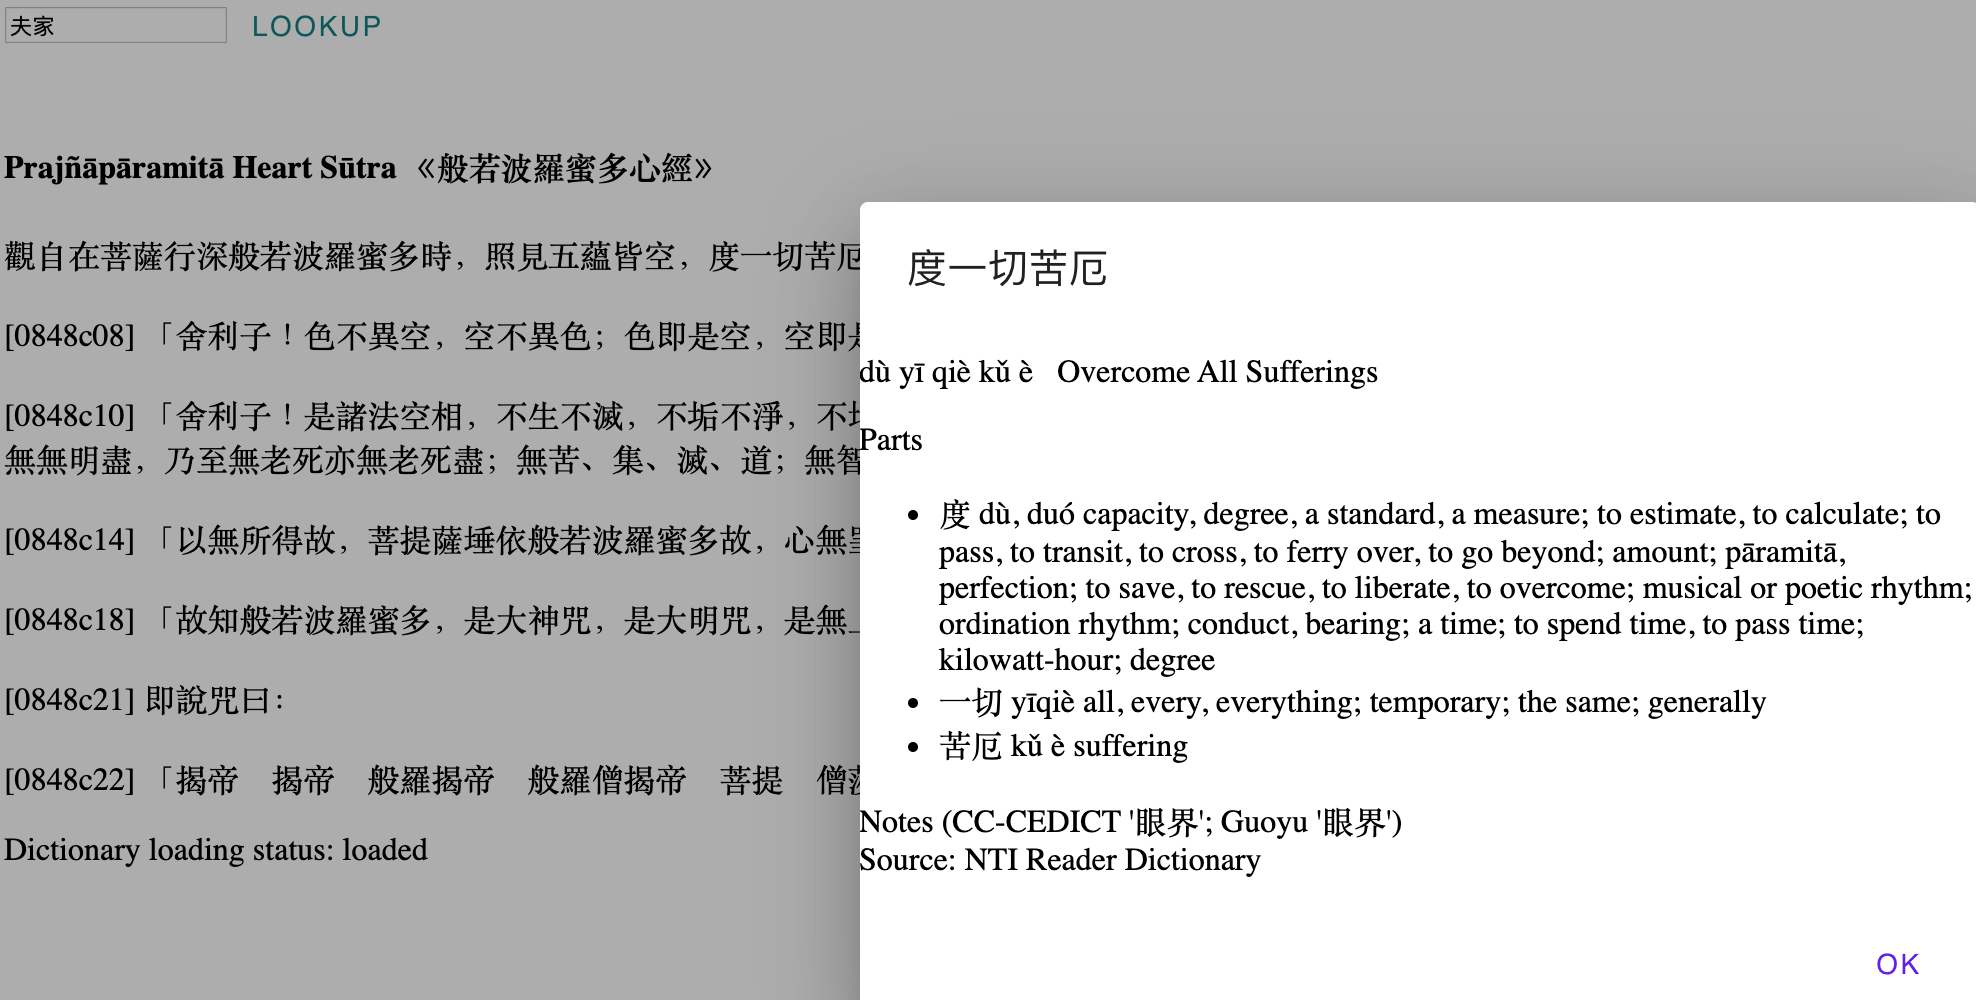 夫家
LOOKUP
Prajñāpāramitā Heart Sūtra 《般若波羅蜜多心經》
觀自在菩薩行深般若波羅蜜多時，照見五蘊皆空，度一切苦厄
[0848c08] 「舍利子！色不異空，空不異色；色即是空，空即是
[0848c10] 「舍利子！是諸法空相，不生不滅，不垢不淨，不
無無明盡，乃至無老死亦無老死盡；無苦、集、滅、道；無智
[0848c14] 「以無所得故，菩提薩埵依般若波羅蜜多故，心無
[0848c18] 「故知般若波羅蜜多，是大神咒，是大明咒，是無
[0848c21] 即說咒曰：
[0848c22] 「揭帝　揭帝　般羅揭帝　般羅僧揭帝　菩提　僧
Dictionary loading status: loaded
度一切苦厄
dù yī qiè kǔ è Overcome All Sufferings
Parts
• 度 dù, duó capacity, degree, a standard, a measure; to estimate, to calculate; to
pass, to transit, to cross, to ferry over, to go beyond; amount; pāramitā,
perfection; to save, to rescue, to liberate, to overcome; musical or poetic rhythm;
ordination rhythm; conduct, bearing; a time; to spend time, to pass time;
kilowatt-hour; degree
• 一切 yīqiè all, every, everything; temporary; the same; generally
• 苦厄 kǔ è suffering
Notes (CC-CEDICT '眼界'; Guoyu '眼界')
Source: NTI Reader Dictionary
OK